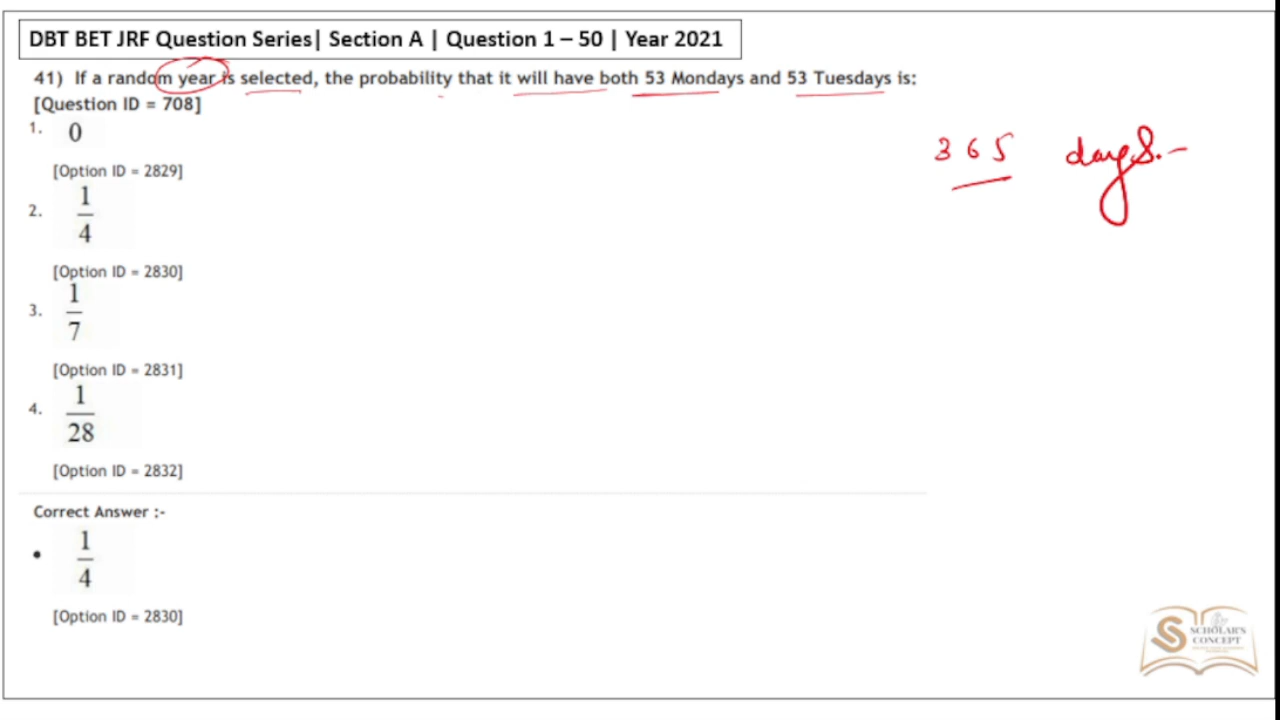 DBT BET JRF Question Series| Section A | Question 1 – 50 | Year 2021
41) If a random year is selected, the probability that it will have both 53 Mondays and 53 Tuesdays is:
[Question ID = 708]
365 days.-
1. 0
[Option ID = 2829]
2. 1/4
[Option ID = 2830]
3. 1/7
[Option ID = 2831]
4. 1/28
[Option ID = 2832]
Correct Answer :-
• 1/4
[Option ID = 2830]
SCHOLAR'S
CONCEPT